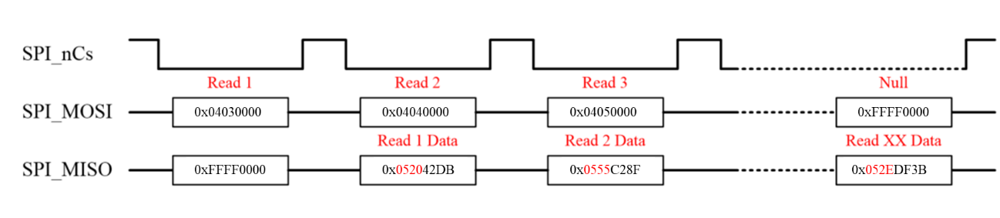 SPI_nCs
Read 1 Read 2 Read 3 Null
SPI_MOSI 0x04030000 0x04040000 0x04050000 0xFFFF0000
Read 1 Data Read 2 Data Read XX Data
SPI_MISO 0xFFFF0000 0x052042DB 0x0555C28F 0x052EDF3B